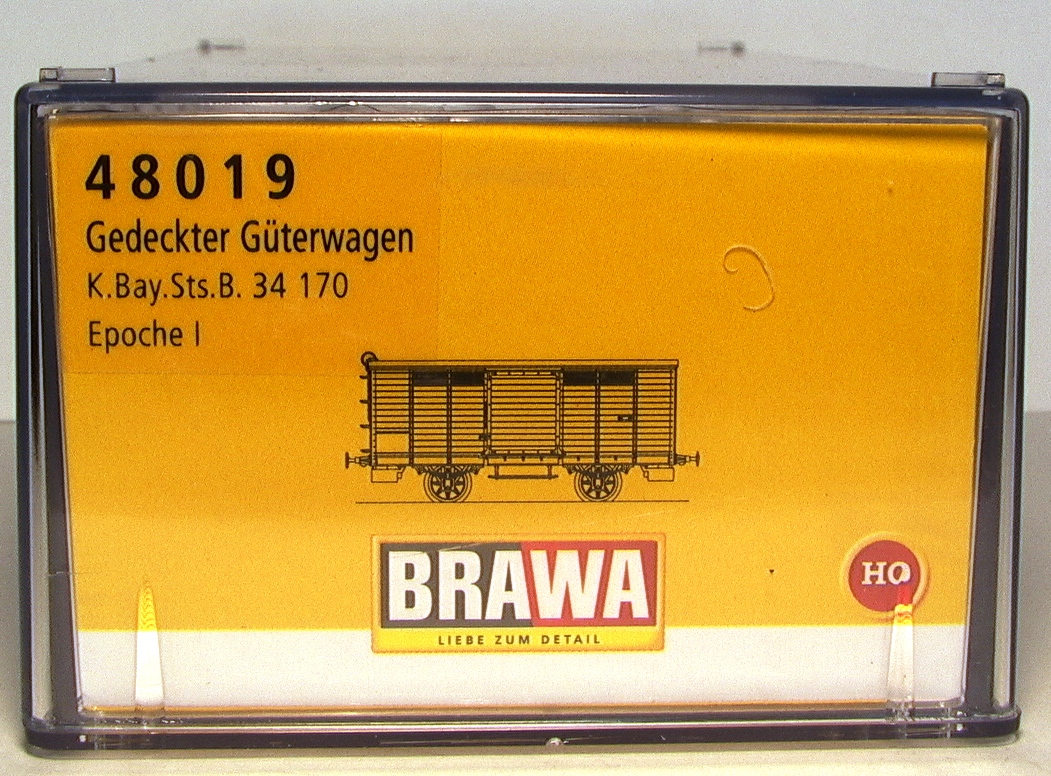 48019
Gedeckter Güterwagen
K.Bay.Sts.B. 34 170
Epoche I
BRAWA
LIEBE ZUM DETAIL
HO